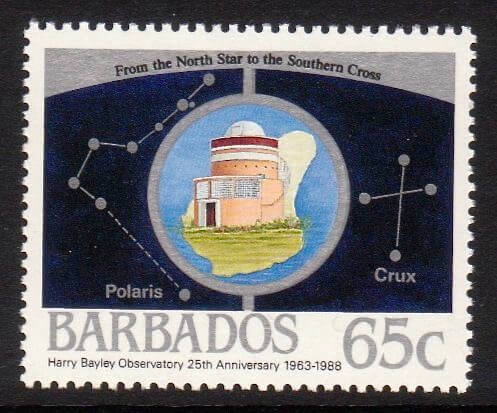 From the North Star to the Southern Cross
Polaris
Crux
BARBADOS 65c
Harry Bayley Observatory 25th Anniversary 1963-1988